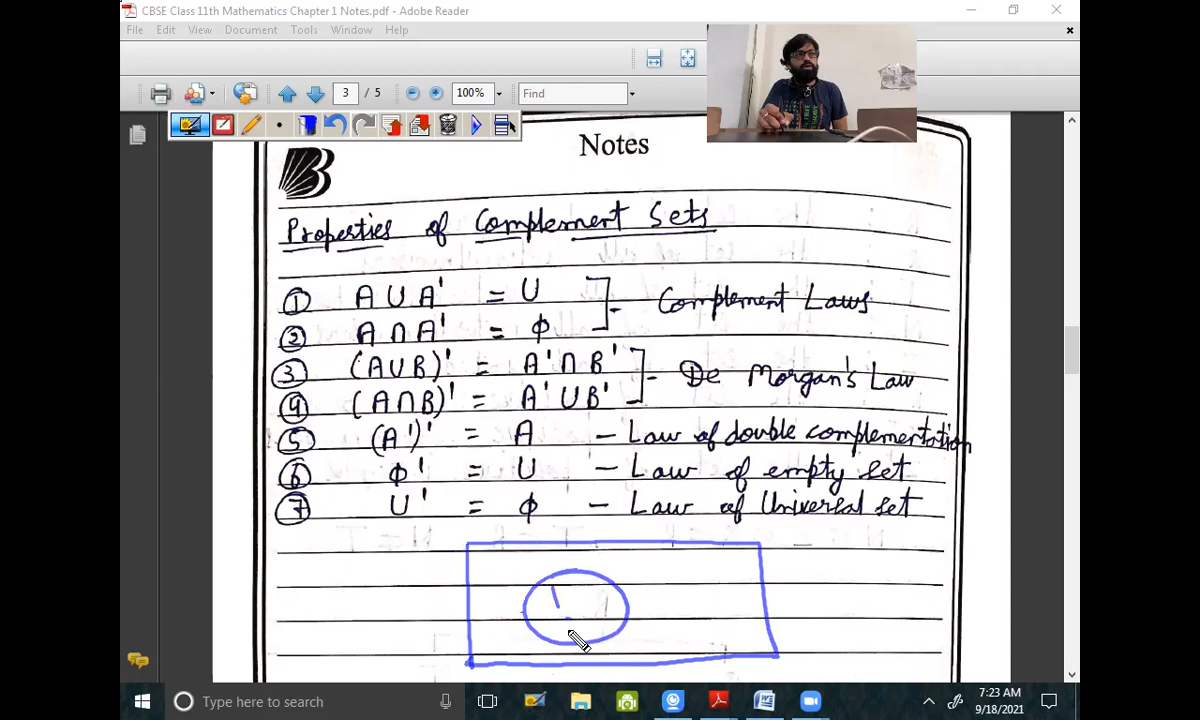 CBSE Class 11th Mathematics Chapter 1 Notes.pdf - Adobe Reader
File Edit View Document Tools Window Help
3 / 5 100% Find
Notes
Properties of Complement Sets
① A ∪ A' = U
② A ∩ A' = ϕ
Complement Laws
③ (A∪B)' = A'∩B'
④ (A∩B)' = A'∪B'
De Morgan's Law
⑤ (A')' = A – Law of double complementation
⑥ ϕ' = U – Law of empty set
⑦ U' = ϕ – Law of Universal set
Type here to search
7:23 AM
9/18/2021